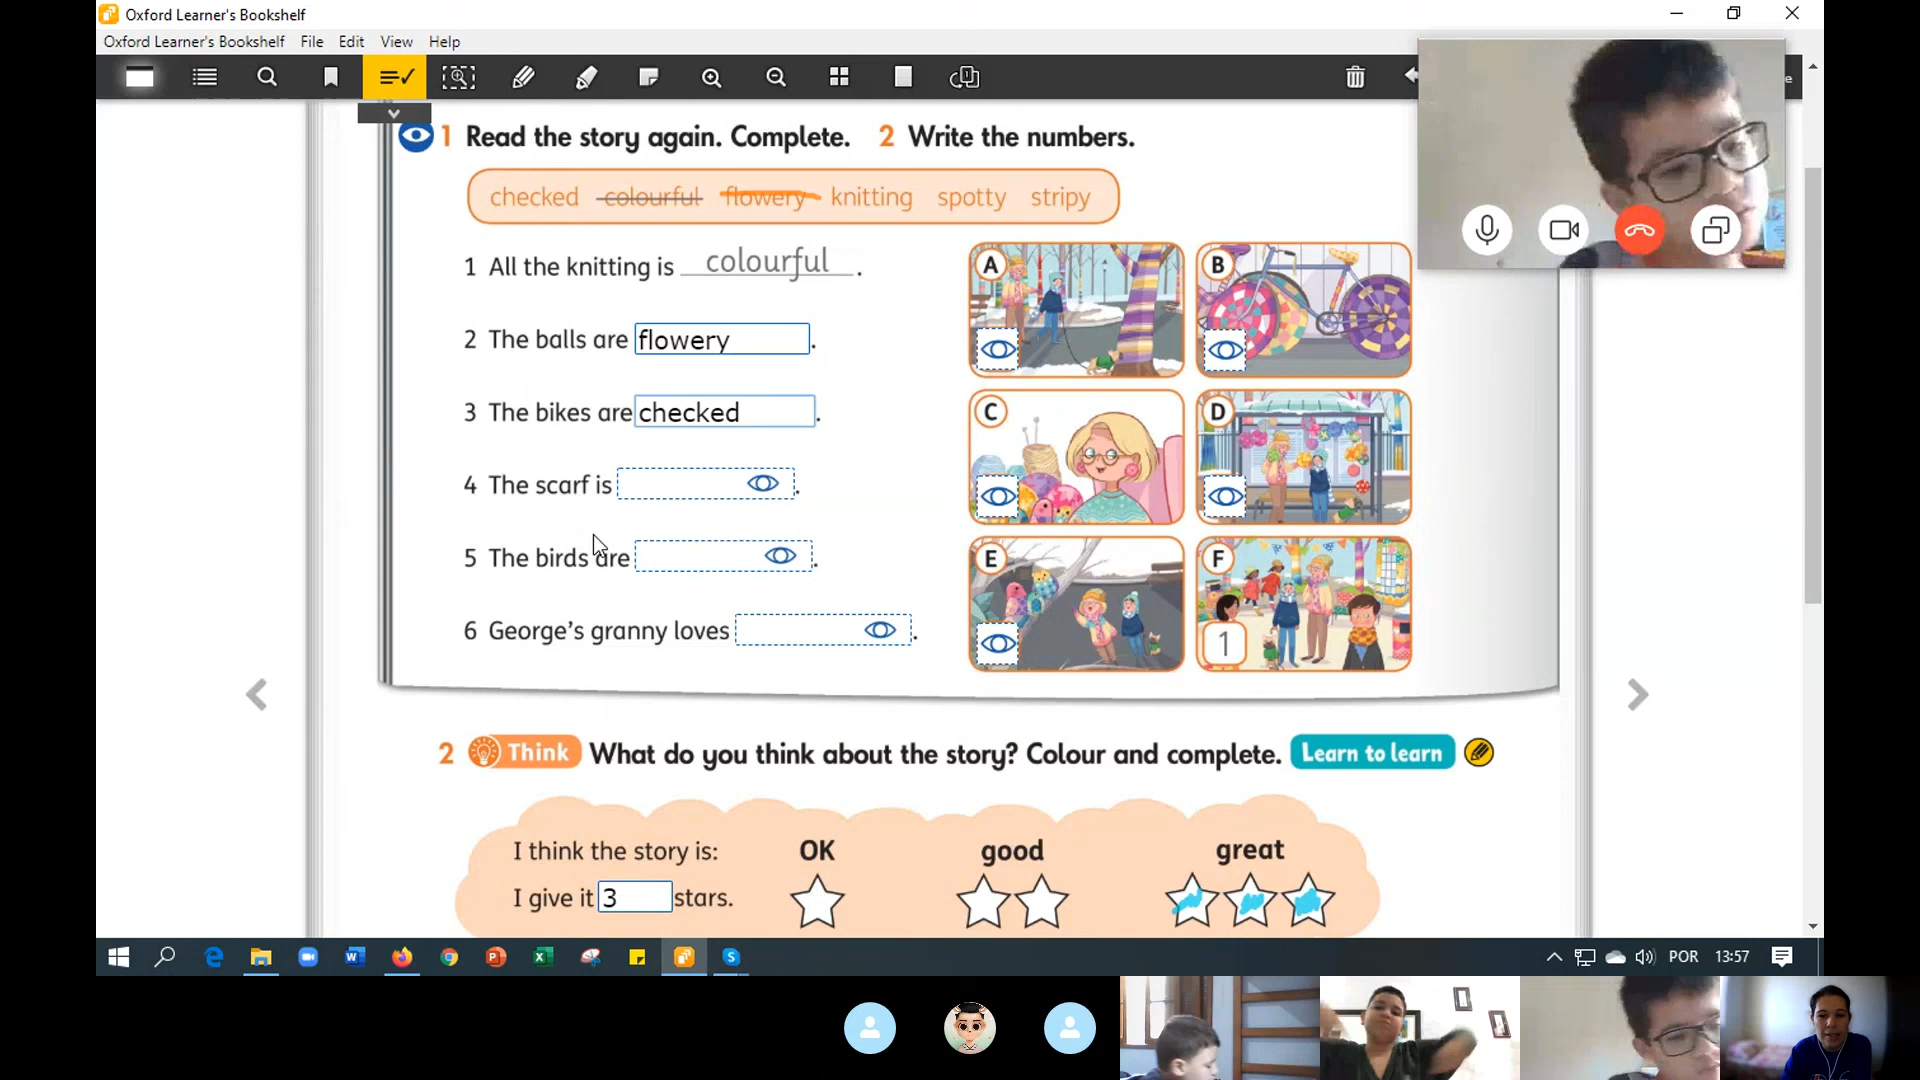 Oxford Learner's Bookshelf
Oxford Learner's Bookshelf File Edit View Help
1 Read the story again. Complete. 2 Write the numbers.
checked colourful flowery knitting spotty stripy
1 All the knitting is colourful.
2 The balls are flowery.
3 The bikes are checked.
4 The scarf is .
5 The birds are .
6 George's granny loves .
A
B
C
D
E
F
1
2 Think What do you think about the story? Colour and complete. Learn to learn
I think the story is: OK good great
I give it 3 stars.
POR 13:57